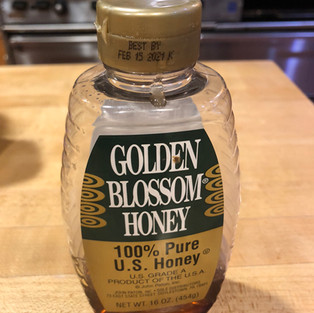 BEST BY
FEB 15 2021 K
GOLDEN
BLOSSOM®
HONEY
100% Pure
U.S. Honey®
U.S. GRADE A
PRODUCT OF THE U.S.A.
NET WT 16 OZ. (454g)